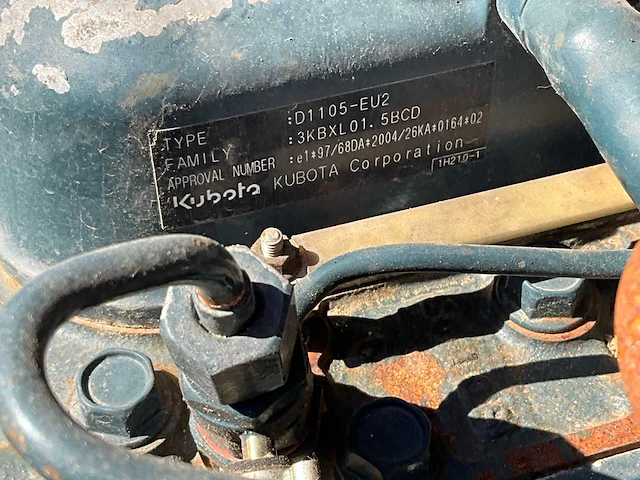 TYPE :D1105-EU2
FAMILY :3KBXL01.5BCD
APPROVAL NUMBER :e1*97/68DA*2004/26KA*0164*02
Kubota KUBOTA Corporation
1H210-1